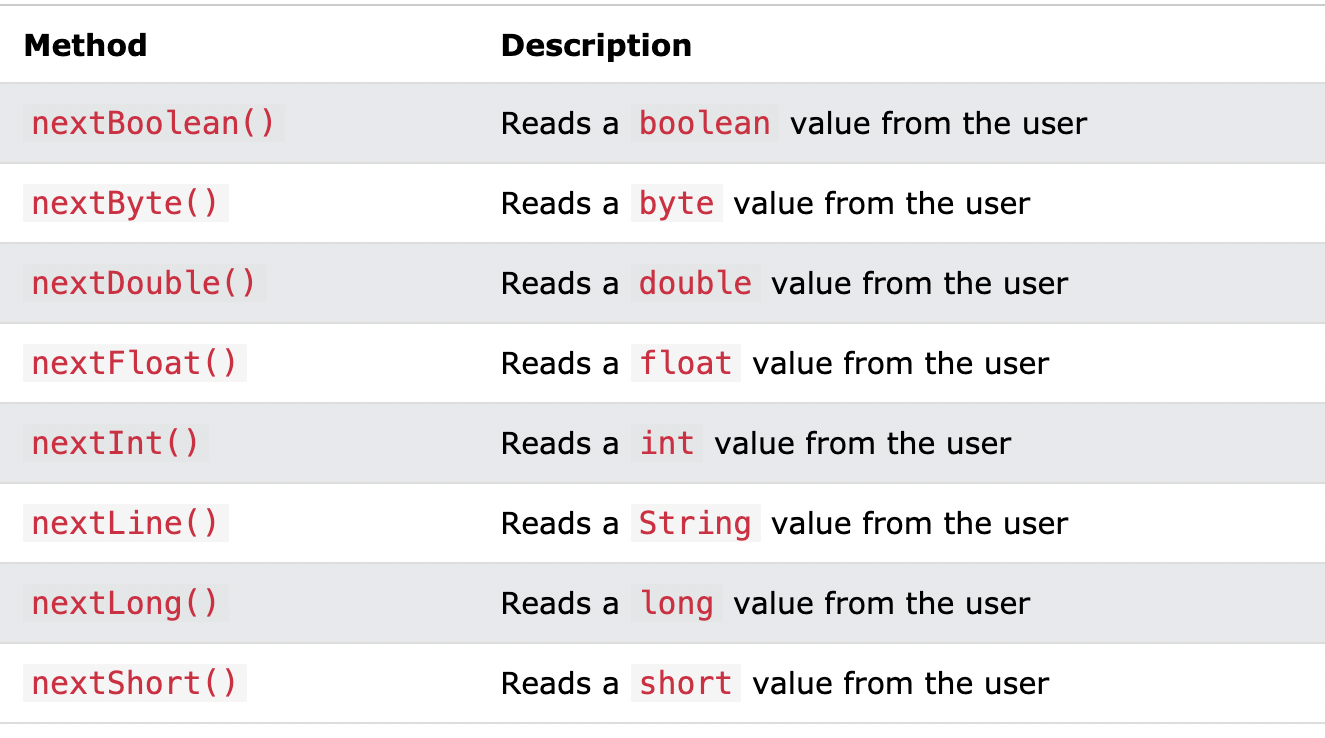 Method Description
nextBoolean() Reads a boolean value from the user
nextByte() Reads a byte value from the user
nextDouble() Reads a double value from the user
nextFloat() Reads a float value from the user
nextInt() Reads a int value from the user
nextLine() Reads a String value from the user
nextLong() Reads a long value from the user
nextShort() Reads a short value from the user